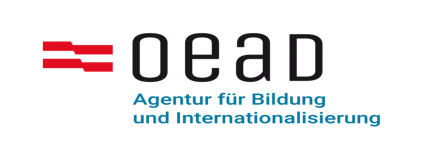 OeAD
Agentur für Bildung
und Internationalisierung